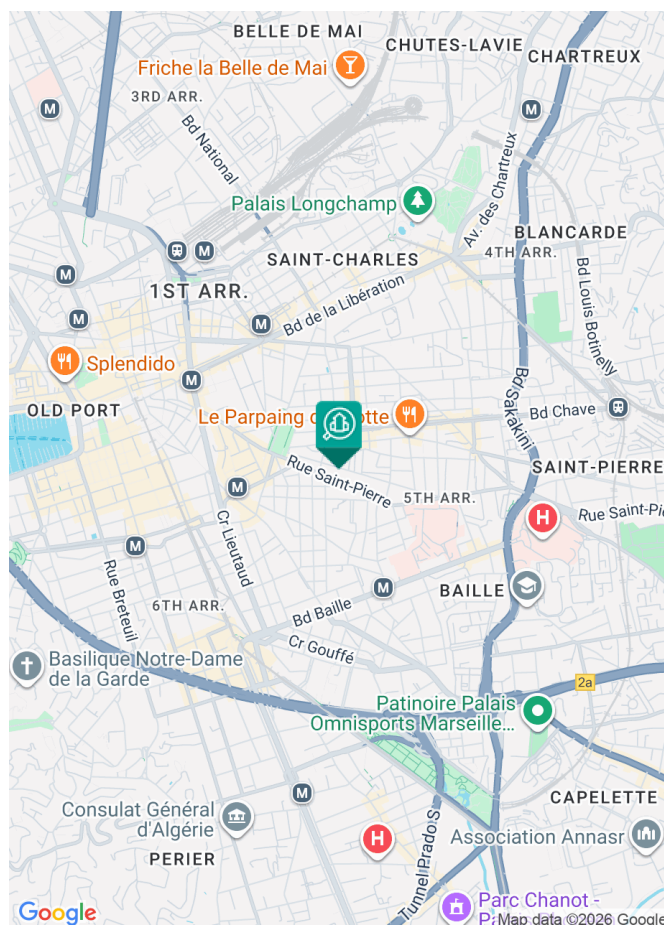 BELLE DE MAI
CHUTES-LAVIE
CHARTREUX
Friche la Belle de Mai
3RD ARR.
M
M
Bd National
Av. des Chartreux
Palais Longchamp
BLANCARDE
4TH ARR.
M
SAINT-CHARLES
M
M
1ST ARR.
Bd Louis Botinelly
Bd de la Libération
M
M
Splendido
M
Bd Sakakini
OLD PORT
Le Parpaing
Bd Chave
SAINT-PIERRE
Rue Saint-Pierre
M
5TH ARR.
H
Rue Saint-Pi
Cr Lieutaud
M
Rue Breteuil
M
BAILLE
6TH ARR.
Bd Baille
Cr Gouffé
Basilique Notre-Dame
de la Garde
2a
Patinoire Palais
Omnisports Marseille...
M
CAPELETTE
Consulat Général
d'Algérie
H
Association Annasr
PERIER
Tunnel Prado S
Parc Chanot -
Google
Map data ©2026 Google